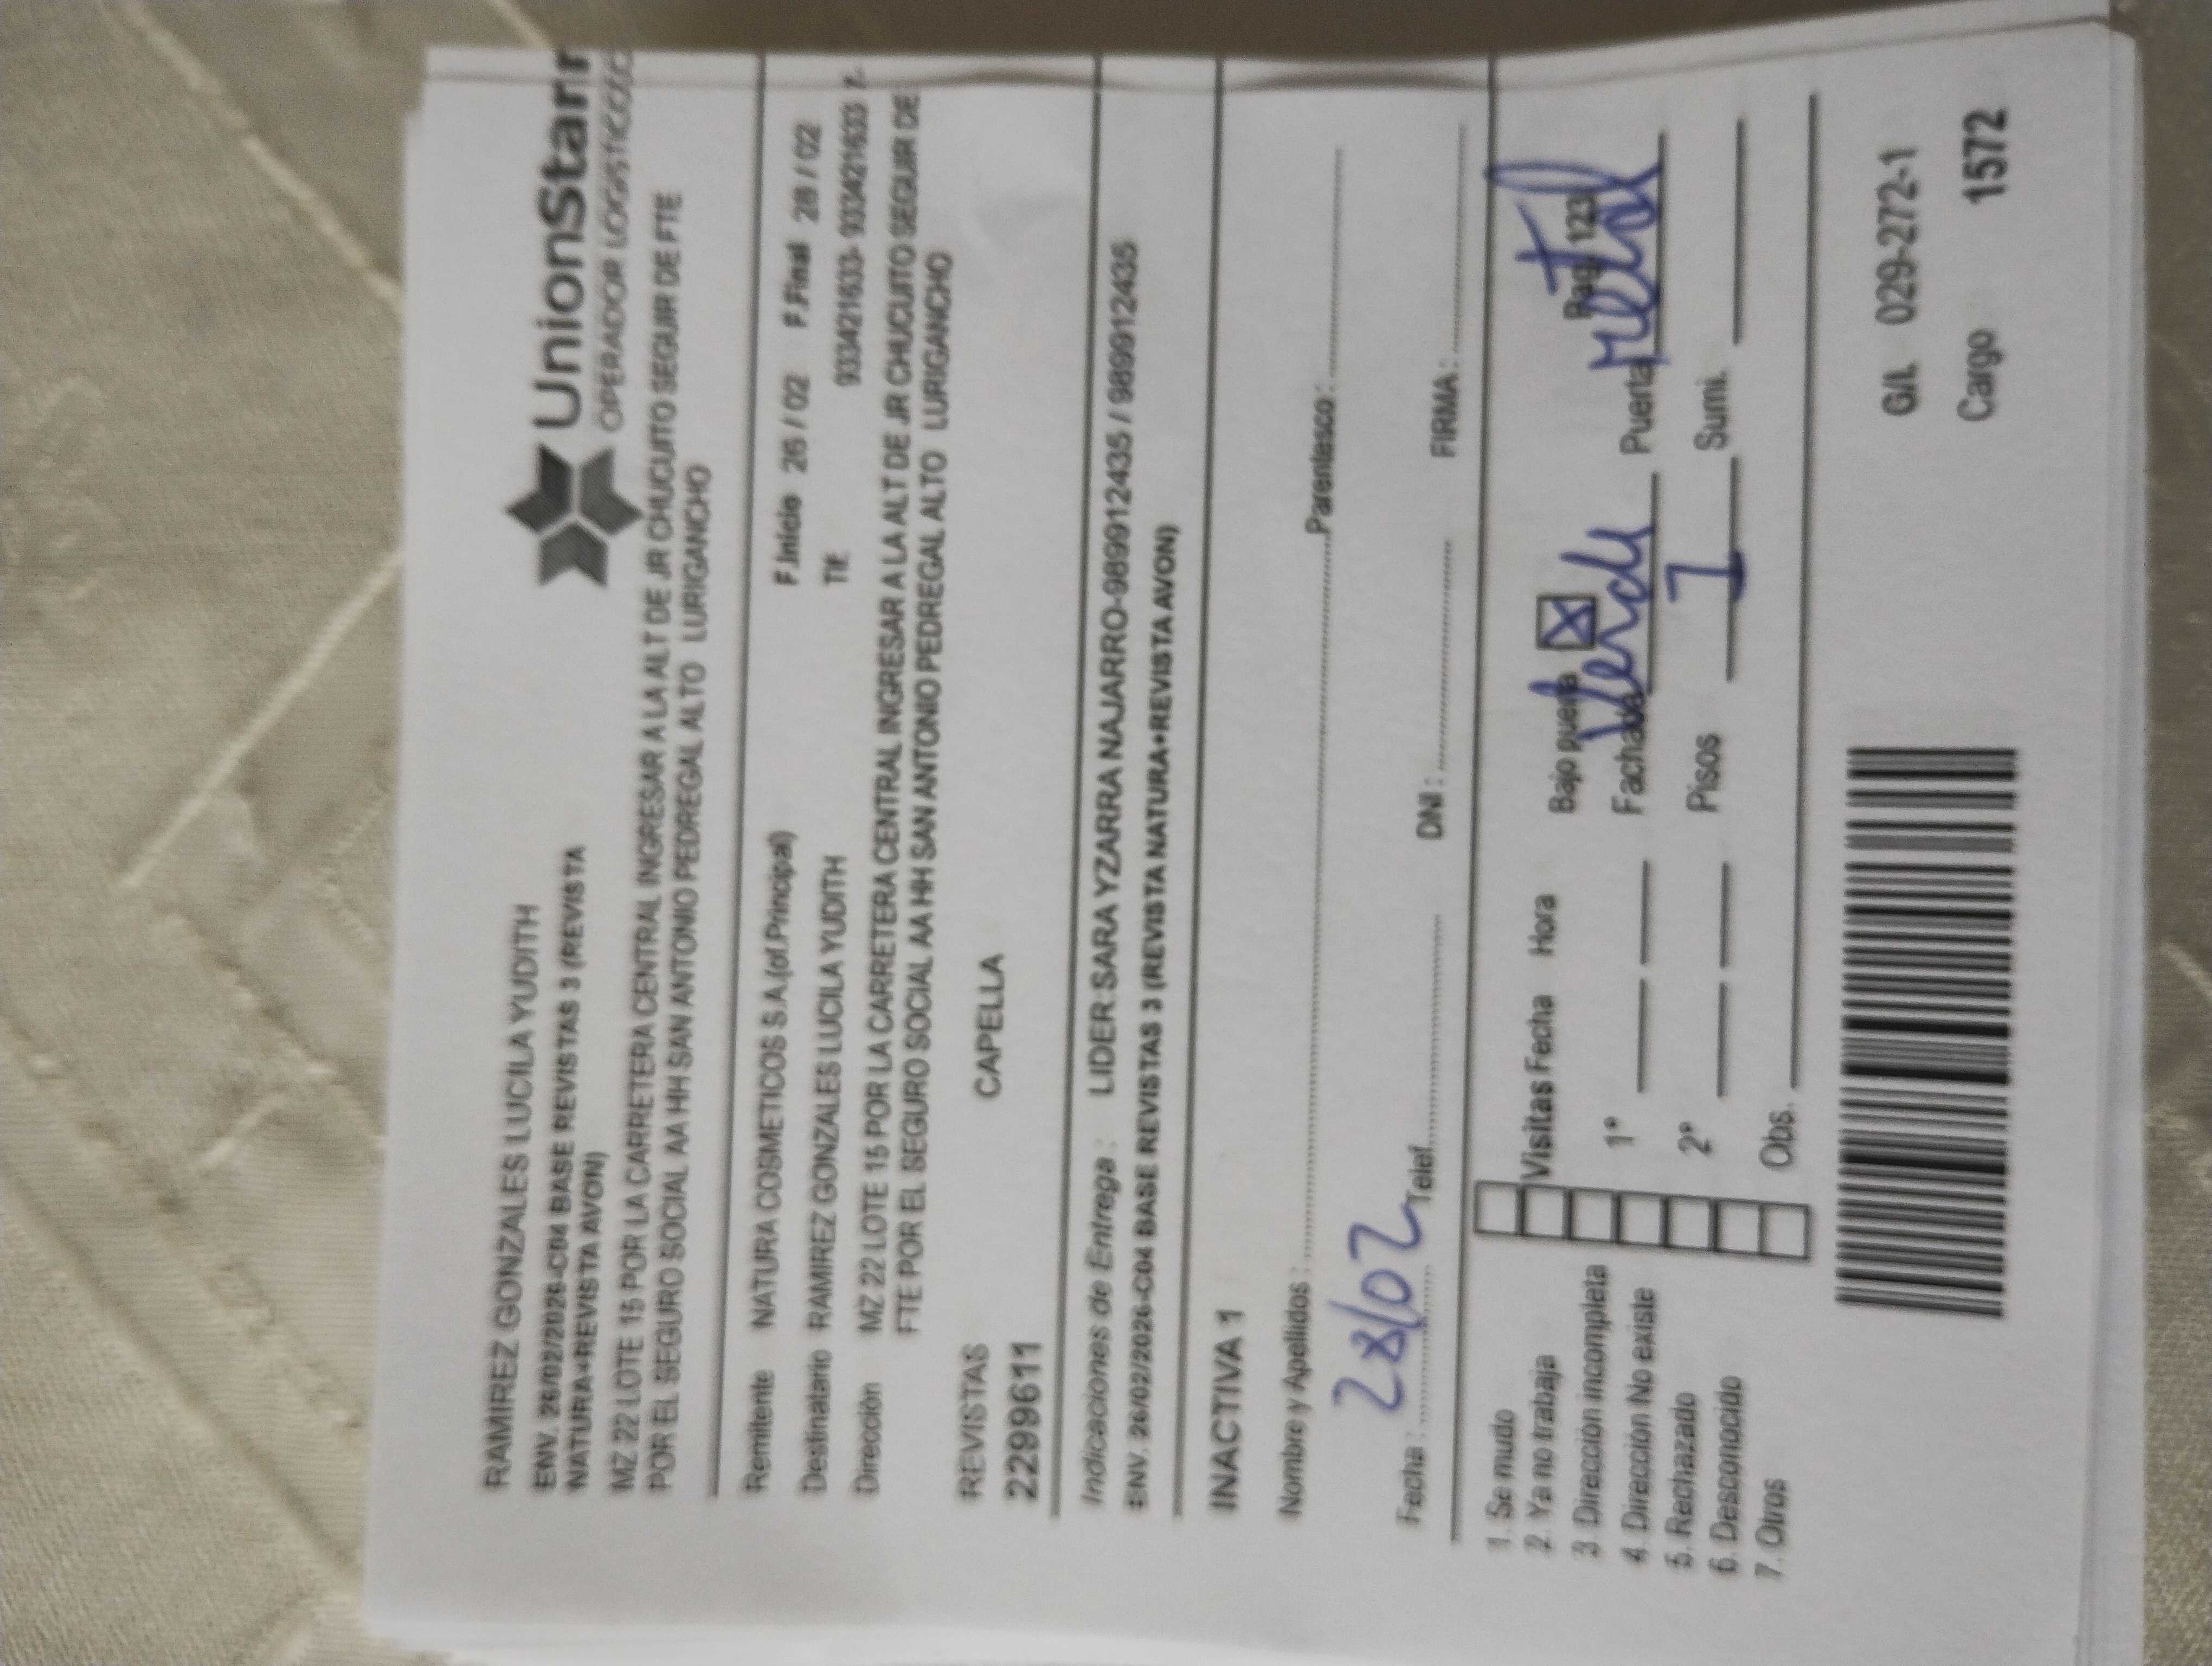 RAMIREZ GONZALES LUCILA YUDITH
ENV. 26/02/2026-C04 BASE REVISTAS 3 (REVISTA
NATURA+REVISTA AVON)
UnionStar
OPERADOR LOGISTICO
MZ 22 LOTE 15 POR LA CARRETERA CENTRAL INGRESAR A LA ALT DE JR CHUCUITO SEGUIR DE FTE
POR EL SEGURO SOCIAL AA HH SAN ANTONIO PEDREGAL ALTO LURIGANCHO
Remitente NATURA COSMETICOS S.A.(of.Principal) F.Inicio 26 / 02 F.Final 28 / 02
Destinatario RAMIREZ GONZALES LUCILA YUDITH Tlf. 933421633- 933421633 /-
Dirección MZ 22 LOTE 15 POR LA CARRETERA CENTRAL INGRESAR A LA ALT DE JR CHUCUITO SEGUIR DE
FTE POR EL SEGURO SOCIAL AA HH SAN ANTONIO PEDREGAL ALTO LURIGANCHO
REVISTAS CAPELLA
2299611
Indicaciones de Entrega : LIDER SARA YZARRA NAJARRO-989912435 / 989912435
ENV. 26/02/2026-C04 BASE REVISTAS 3 (REVISTA NATURA+REVISTA AVON)
INACTIVA 1
Nombre y Apellidos : Parentesco :
Fecha : 28/02 Telef. DNI : FIRMA :
1. Se mudo
2. Ya no trabaja
3. Dirección incompleta
4. Dirección No existe
5. Rechazado
6. Desconocido
7. Otros
Visitas Fecha Hora Bajo puerta X Rag. 123
1° Fachada Verde Puerta metal
2° Pisos 1 Sumi.
Obs.
G/L 029-272-1
Cargo 1572